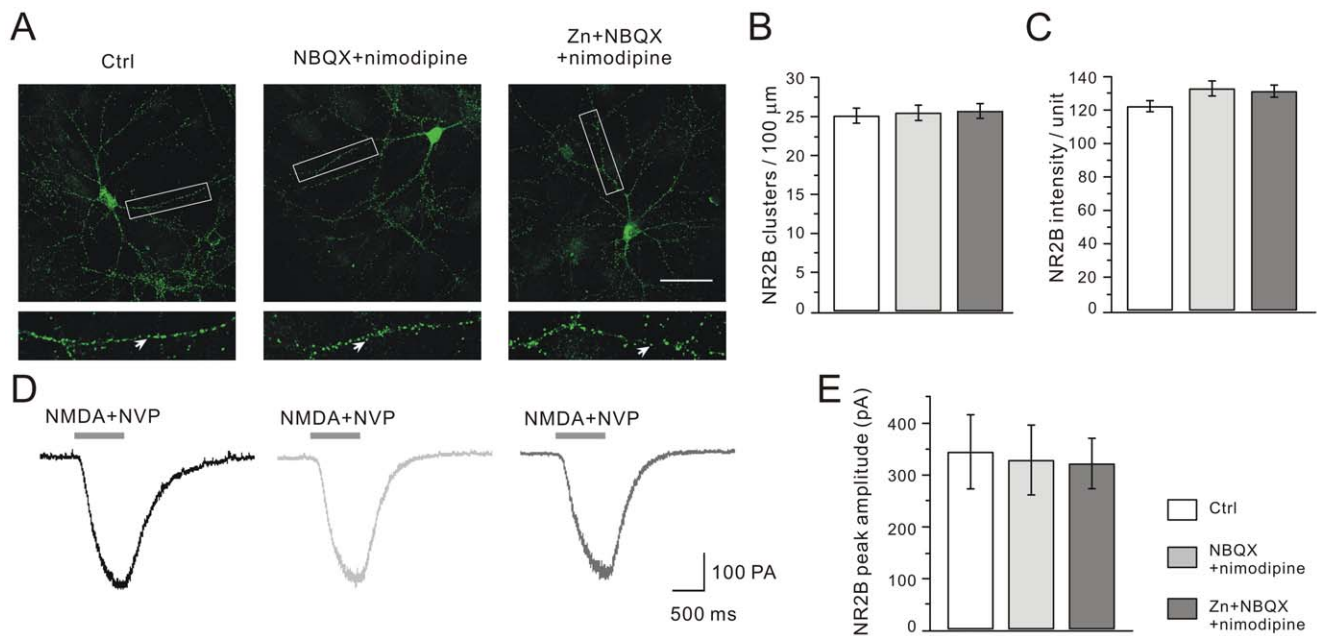 A
Ctrl
NBQX+nimodipine
Zn+NBQX
+nimodipine
B
NR2B clusters / 100 µm
30
25
20
15
10
5
0
C
NR2B intensity / unit
140
120
100
80
60
40
20
0
D
NMDA+NVP
NMDA+NVP
NMDA+NVP
100 PA
500 ms
E
NR2B peak amplitude (pA)
400
300
200
100
0
Ctrl
NBQX
+nimodipine
Zn+NBQX
+nimodipine